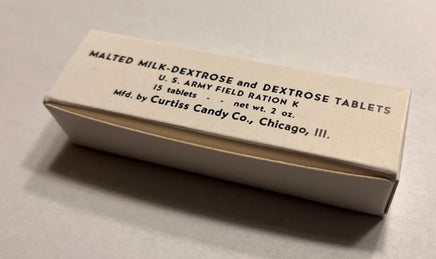 MALTED MILK-DEXTROSE and DEXTROSE TABLETS
U. S. ARMY FIELD RATION K
15 tablets - - net wt. 2 oz.
Mfd. by Curtiss Candy Co., Chicago, Ill.